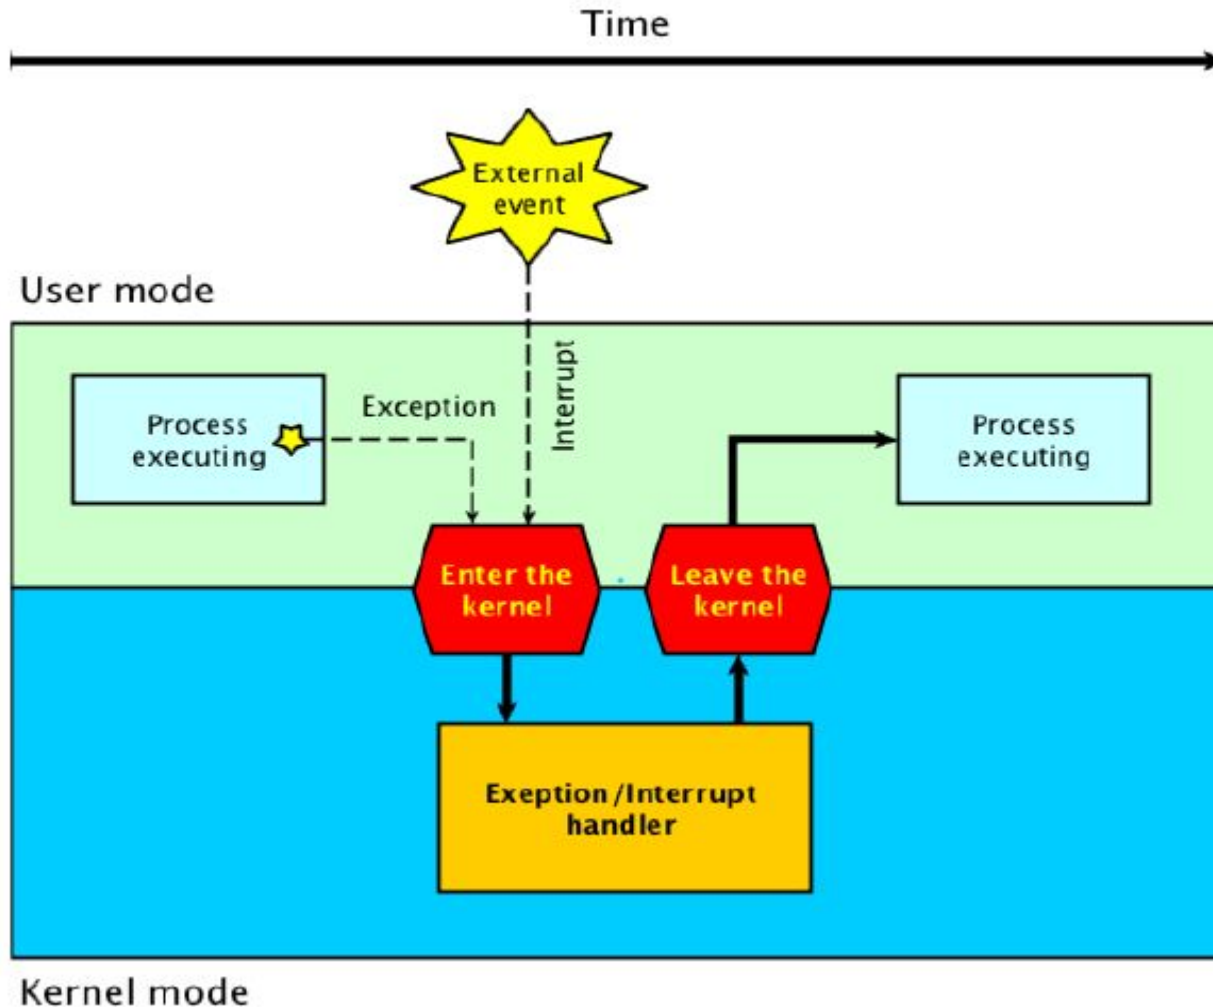 Time
External
event
User mode
Interrupt
Exception
Process
executing
Process
executing
Enter the
kernel
Leave the
kernel
Exeption/Interrupt
handler
Kernel mode